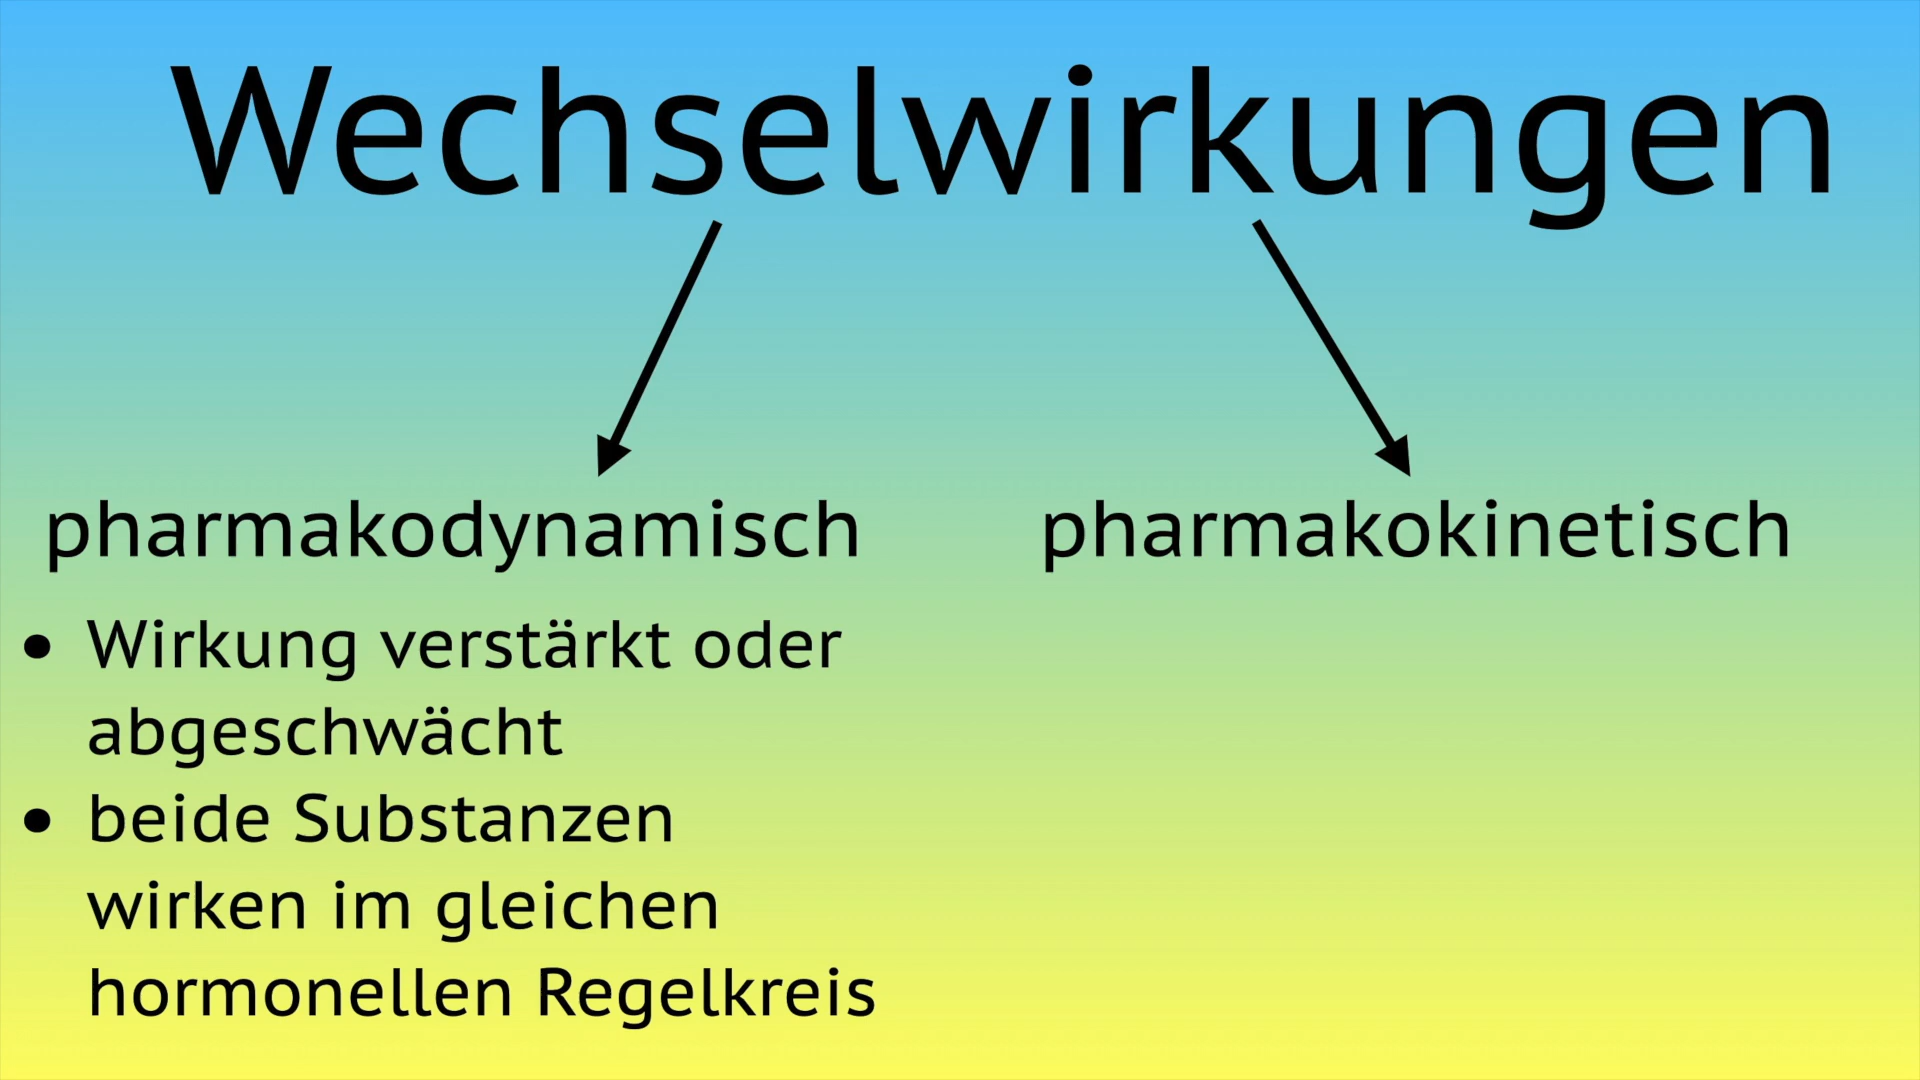 Wechselwirkungen
pharmakodynamisch
pharmakokinetisch
• Wirkung verstärkt oder
abgeschwächt
• beide Substanzen
wirken im gleichen
hormonellen Regelkreis